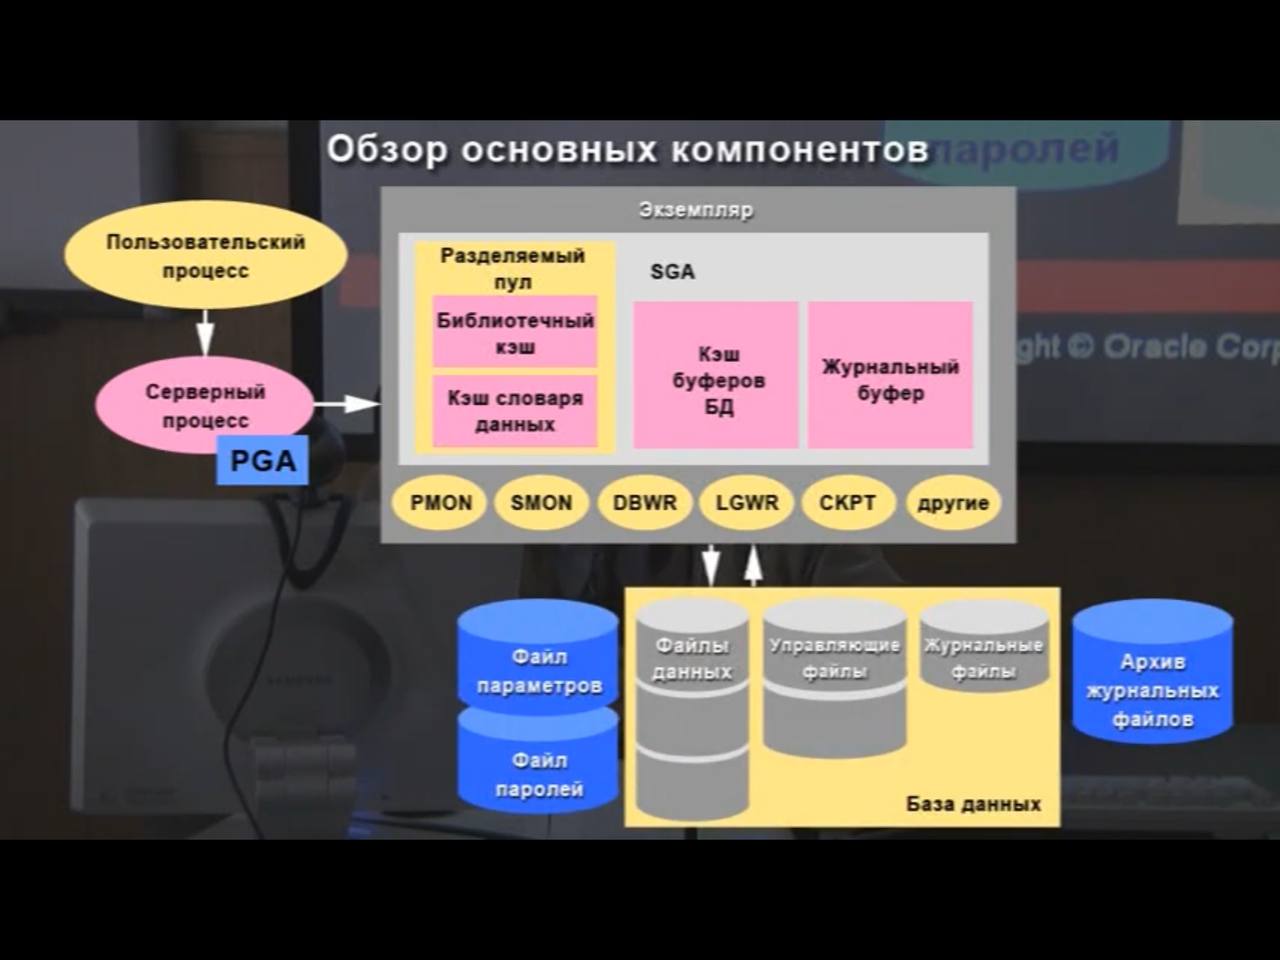 Обзор основных компонентов
паролей
Экземпляр
Пользовательский
процесс
Разделяемый
пул
SGA
Библиотечный
кэш
Кэш словаря
данных
Кэш
буферов
БД
Журнальный
буфер
ght © Oracle Corp
Серверный
процесс
PGA
PMON
SMON
DBWR
LGWR
CKPT
другие
Файл
параметров
Файл
паролей
Файлы
данных
Управляющие
файлы
Журнальные
файлы
База данных
Архив
журнальных
файлов